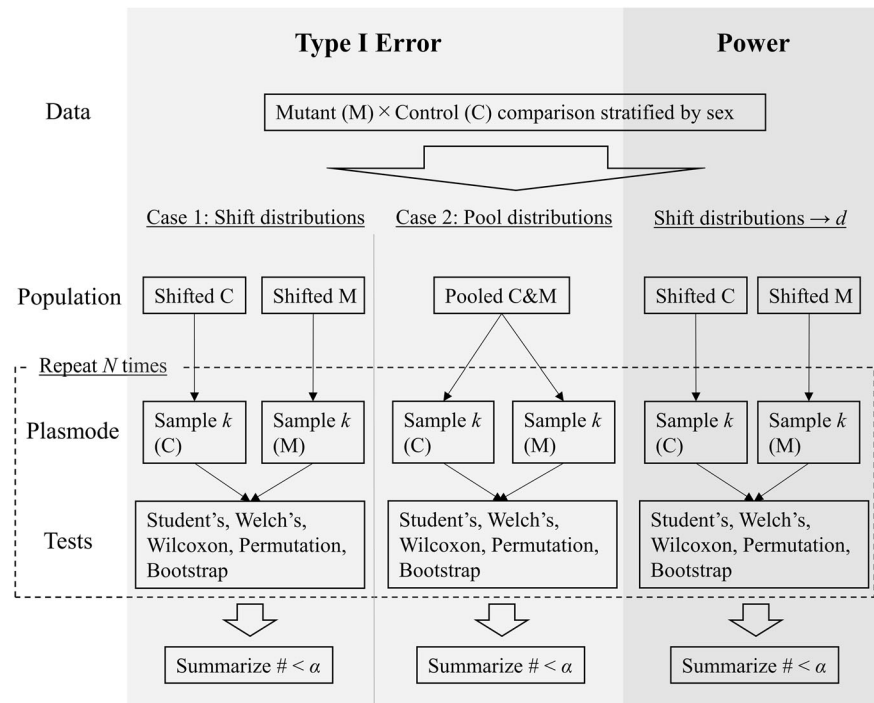 Type I Error
Power
Data
Mutant (M) × Control (C) comparison stratified by sex
Case 1: Shift distributions
Case 2: Pool distributions
Shift distributions → d
Population
Shifted C
Shifted M
Pooled C&M
Shifted C
Shifted M
Repeat N times
Plasmode
Sample k
(C)
Sample k
(M)
Sample k
(C)
Sample k
(M)
Sample k
(C)
Sample k
(M)
Tests
Student's, Welch's,
Wilcoxon, Permutation,
Bootstrap
Student's, Welch's,
Wilcoxon, Permutation,
Bootstrap
Student's, Welch's,
Wilcoxon, Permutation,
Bootstrap
Summarize # < α
Summarize # < α
Summarize # < α